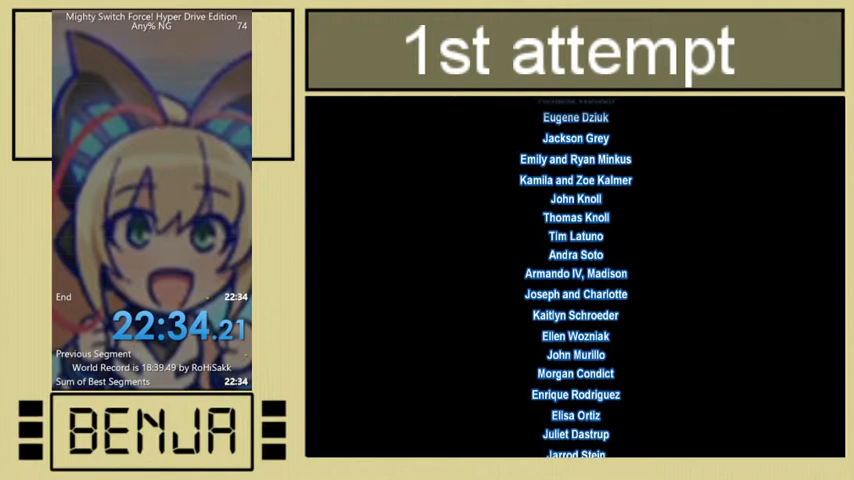 Mighty Switch Force! Hyper Drive Edition
Any% NG 74
End - 22:34
22:34.21
Previous Segment -
World Record is 18:39.49 by RoHiSakk
Sum of Best Segments 22:34
BENJA
1st attempt
Eugene Dziuk
Jackson Grey
Emily and Ryan Minkus
Kamila and Zoe Kalmer
John Knoll
Thomas Knoll
Tim Latuno
Andra Soto
Armando IV, Madison
Joseph and Charlotte
Kaitlyn Schroeder
Ellen Wozniak
John Murillo
Morgan Condict
Enrique Rodriguez
Elisa Ortiz
Juliet Dastrup
Jarrod Stein